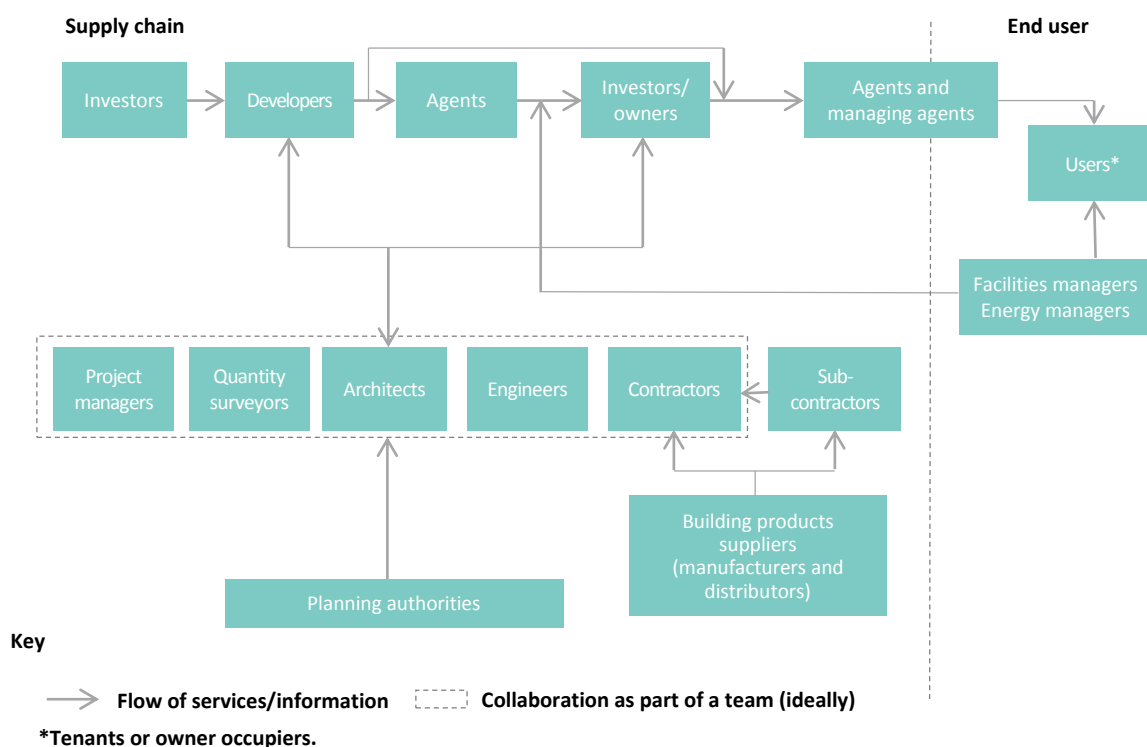 Supply chain
End user
Investors
Developers
Agents
Investors/
owners
Agents and
managing agents
Users*
Facilities managers
Energy managers
Project
managers
Quantity
surveyors
Architects
Engineers
Contractors
Sub-
contractors
Building products
suppliers
(manufacturers and
distributors)
Planning authorities
Key
Flow of services/information
Collaboration as part of a team (ideally)
*Tenants or owner occupiers.